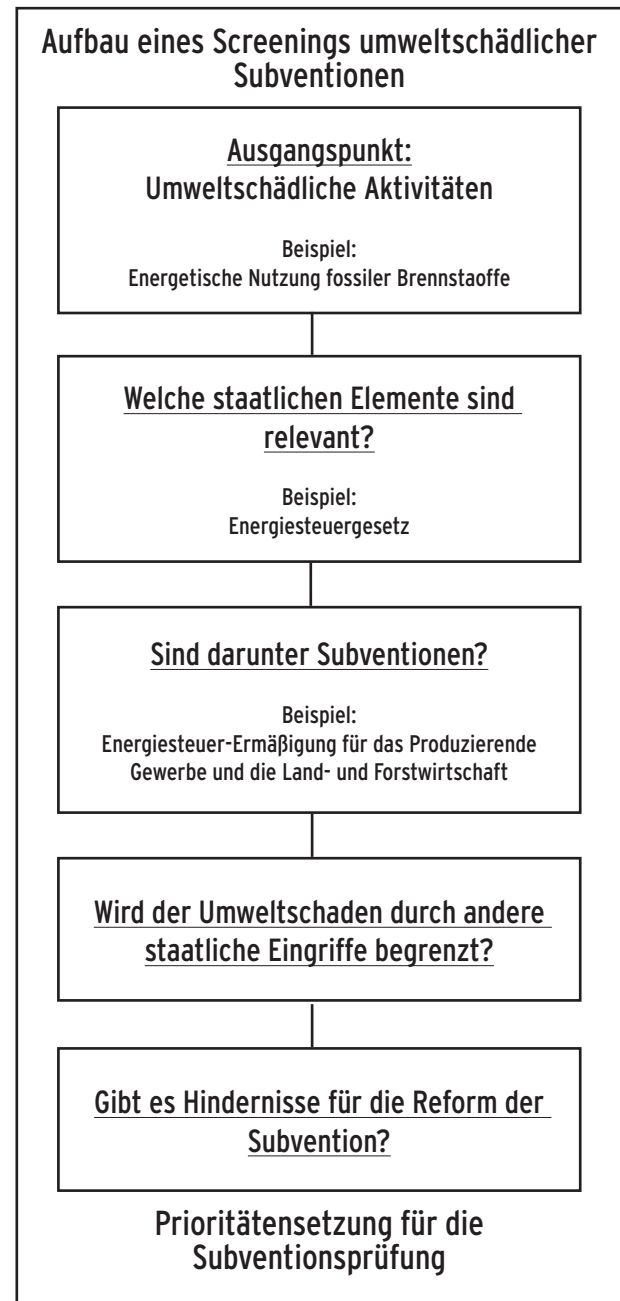 Aufbau eines Screenings umweltschädlicher
Subventionen
Ausgangspunkt:
Umweltschädliche Aktivitäten
Beispiel:
Energetische Nutzung fossiler Brennstaoffe
Welche staatlichen Elemente sind
relevant?
Beispiel:
Energiesteuergesetz
Sind darunter Subventionen?
Beispiel:
Energiesteuer-Ermäßigung für das Produzierende
Gewerbe und die Land- und Forstwirtschaft
Wird der Umweltschaden durch andere
staatliche Eingriffe begrenzt?
Gibt es Hindernisse für die Reform der
Subvention?
Prioritätensetzung für die
Subventionsprüfung